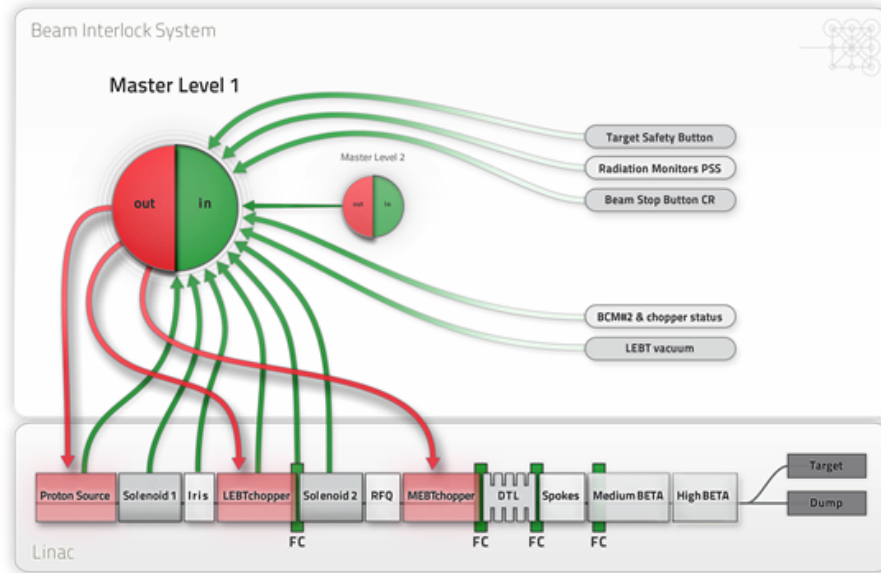 Beam Interlock System
Master Level 1
Target Safety Button
Master Level 2
Radiation Monitors PSS
out
in
out
in
Beam Stop Button CR
BCM#2 & chopper status
LEBT vacuum
Target
Proton Source
Solenoid 1
Iris
LEBTchopper
Solenoid 2
RFQ
MEBTchopper
DTL
Spokes
Medium BETA
High BETA
Dump
FC
FC
FC
FC
Linac